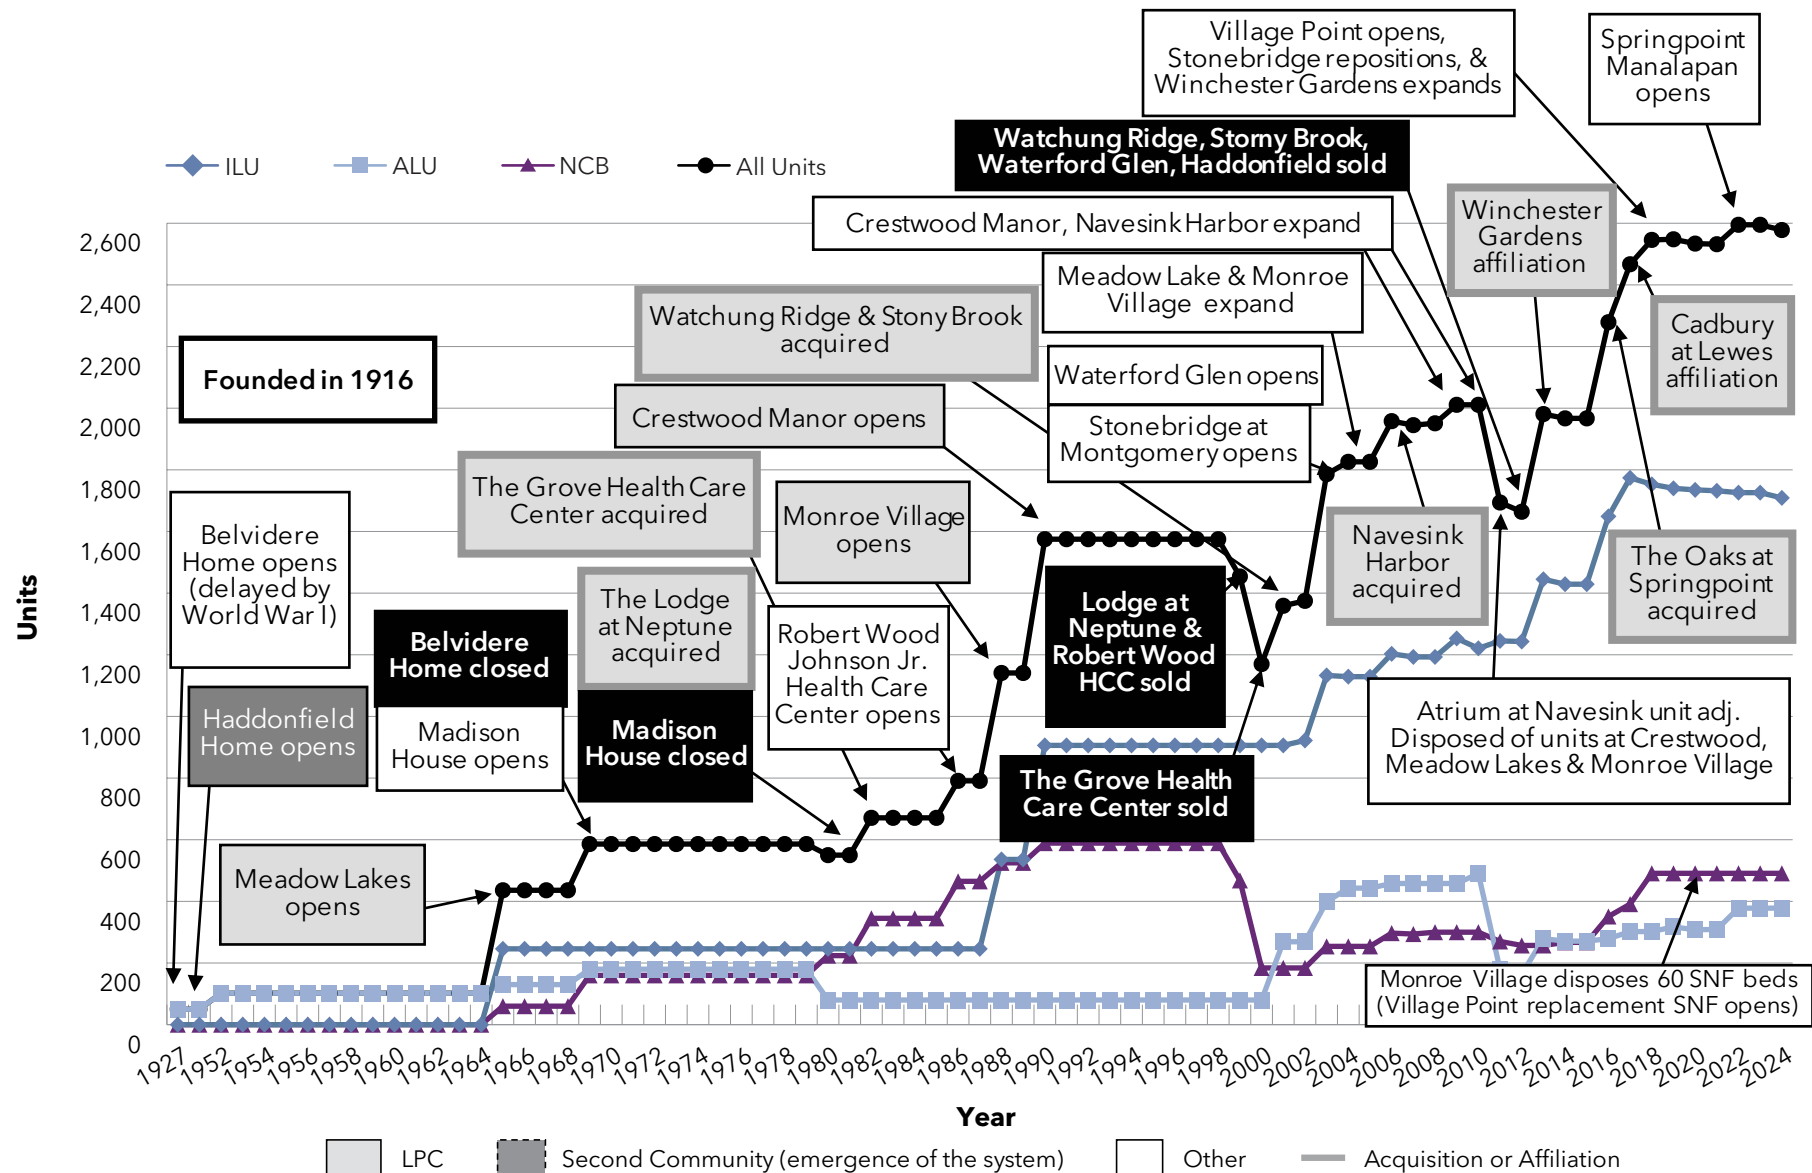 Village Point opens,
Stonebridge repositions, &
Winchester Gardens expands
Springpoint
Manalapan
opens
Watchung Ridge, Storny Brook,
Waterford Glen, Haddonfield sold
ILU
ALU
NCB
All Units
Crestwood Manor, Navesink Harbor expand
Winchester
Gardens
affiliation
Meadow Lake & Monroe
Village expand
Watchung Ridge & Stony Brook
acquired
Cadbury
at Lewes
affiliation
Founded in 1916
Waterford Glen opens
Crestwood Manor opens
Stonebridge at
Montgomery opens
The Grove Health Care
Center acquired
Monroe Village
opens
Belvidere
Home opens
(delayed by
World War I)
Navesink
Harbor
acquired
The Oaks at
Springpoint
acquired
The Lodge
at Neptune
acquired
Lodge at
Neptune &
Robert Wood
HCC sold
Belvidere
Home closed
Robert Wood
Johnson Jr.
Health Care
Center opens
Haddonfield
Home opens
Madison
House opens
Madison
House closed
Atrium at Navesink unit adj.
Disposed of units at Crestwood,
Meadow Lakes & Monroe Village
The Grove Health
Care Center sold
Meadow Lakes
opens
Monroe Village disposes 60 SNF beds
(Village Point replacement SNF opens)
Units
2,600
2,400
2,200
2,000
1,800
1,600
1,400
1,200
1,000
800
600
400
200
0
1927
1952
1954
1956
1958
1960
1962
1964
1966
1968
1970
1972
1974
1976
1978
1980
1982
1984
1986
1988
1990
1992
1994
1996
1998
2000
2002
2004
2006
2008
2010
2012
2014
2016
2018
2020
2022
2024
Year
LPC
Second Community (emergence of the system)
Other
Acquisition or Affiliation